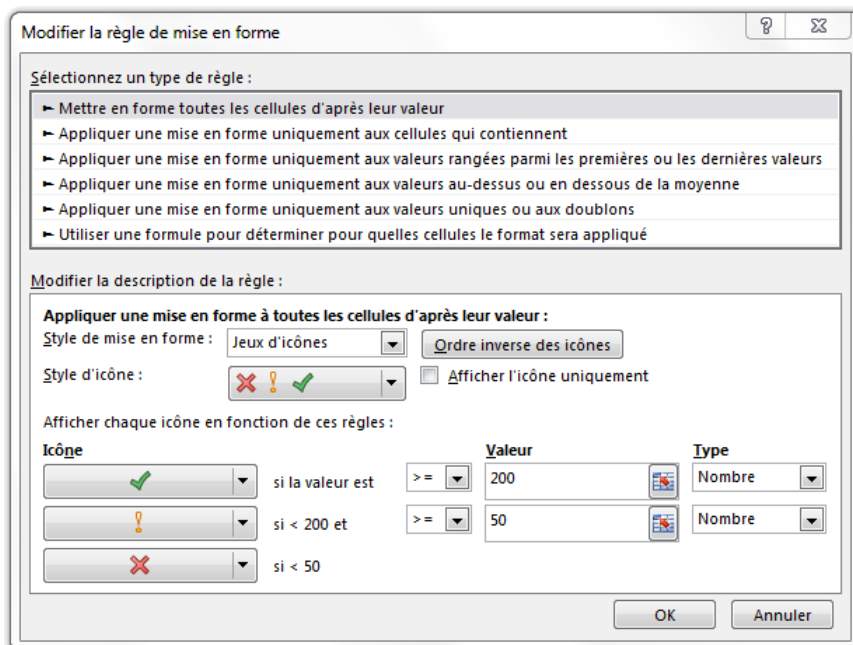 Modifier la règle de mise en forme
Sélectionnez un type de règle :
► Mettre en forme toutes les cellules d'après leur valeur
► Appliquer une mise en forme uniquement aux cellules qui contiennent
► Appliquer une mise en forme uniquement aux valeurs rangées parmi les premières ou les dernières valeurs
► Appliquer une mise en forme uniquement aux valeurs au-dessus ou en dessous de la moyenne
► Appliquer une mise en forme uniquement aux valeurs uniques ou aux doublons
► Utiliser une formule pour déterminer pour quelles cellules le format sera appliqué
Modifier la description de la règle :
Appliquer une mise en forme à toutes les cellules d'après leur valeur :
Style de mise en forme : Jeux d'icônes Ordre inverse des icônes
Style d'icône : Afficher l'icône uniquement
Afficher chaque icône en fonction de ces règles :
Icône Valeur Type
si la valeur est >= 200 Nombre
si < 200 et >= 50 Nombre
si < 50
OK Annuler